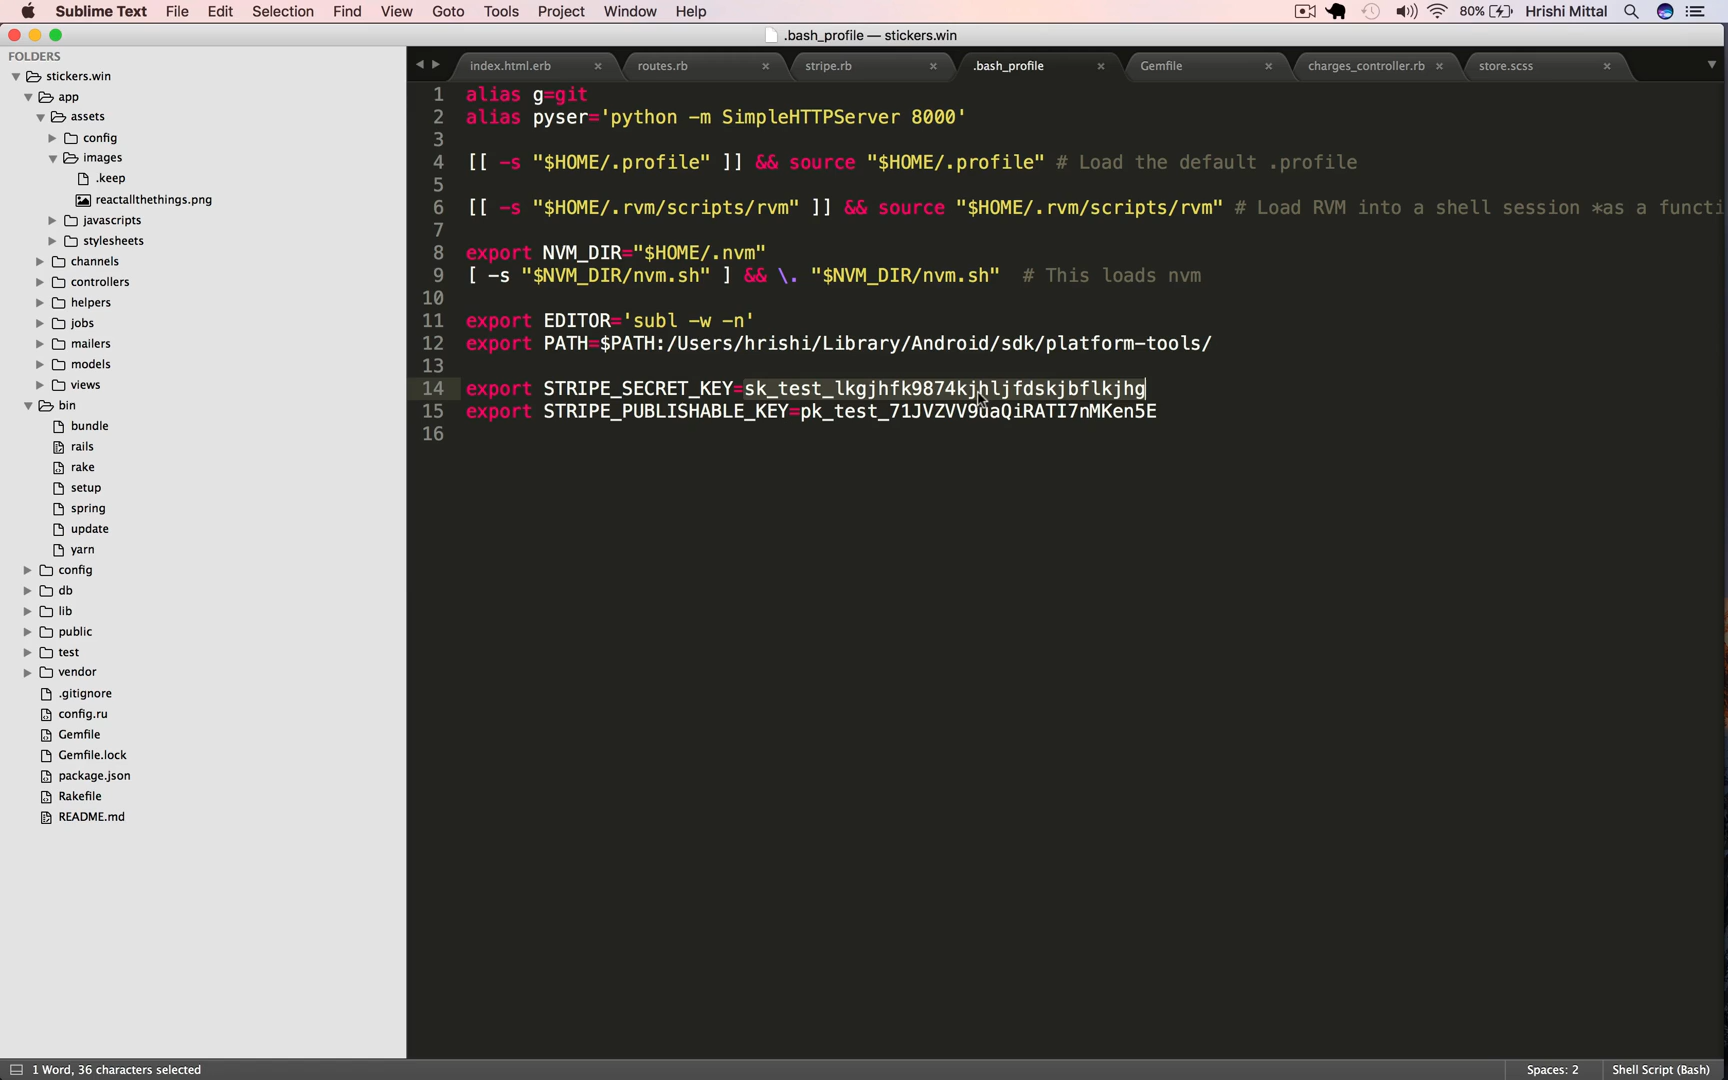 Sublime Text File Edit Selection Find View Goto Tools Project Window Help 80% Hrishi Mittal
.bash_profile — stickers.win
FOLDERS
stickers.win
app
assets
config
images
.keep
reactallthethings.png
javascripts
stylesheets
channels
controllers
helpers
jobs
mailers
models
views
bin
bundle
rails
rake
setup
spring
update
yarn
config
db
lib
public
test
vendor
.gitignore
config.ru
Gemfile
Gemfile.lock
package.json
Rakefile
README.md
index.html.erb routes.rb stripe.rb .bash_profile Gemfile charges_controller.rb store.scss
1 alias g=git
2 alias pyser='python -m SimpleHTTPServer 8000'
3
4 [[ -s "$HOME/.profile" ]] && source "$HOME/.profile" # Load the default .profile
5
6 [[ -s "$HOME/.rvm/scripts/rvm" ]] && source "$HOME/.rvm/scripts/rvm" # Load RVM into a shell session *as a functi
7
8 export NVM_DIR="$HOME/.nvm"
9 [ -s "$NVM_DIR/nvm.sh" ] && \. "$NVM_DIR/nvm.sh" # This loads nvm
10
11 export EDITOR='subl -w -n'
12 export PATH=$PATH:/Users/hrishi/Library/Android/sdk/platform-tools/
13
14 export STRIPE_SECRET_KEY=sk_test_lkgjhfk9874kjhljfdskjbflkjhg
15 export STRIPE_PUBLISHABLE_KEY=pk_test_71JVZVV9uaQiRATI7nMKen5E
16
1 Word, 36 characters selected Spaces: 2 Shell Script (Bash)